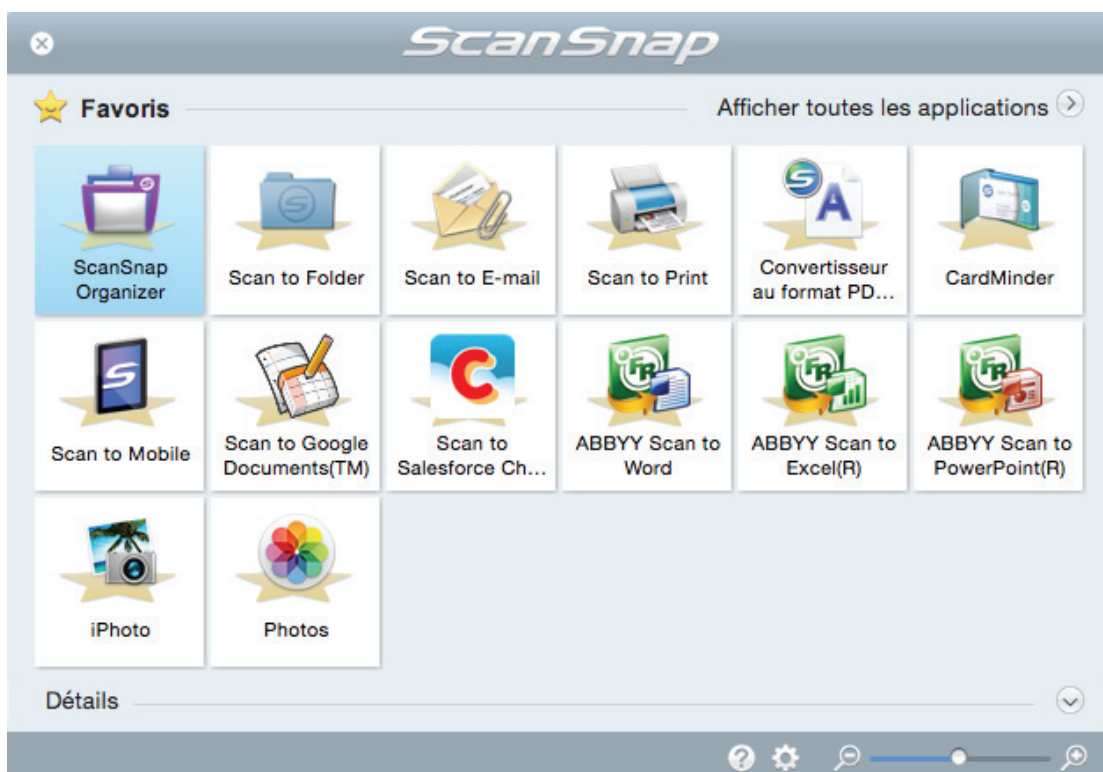 ScanSnap
Favoris
Afficher toutes les applications
ScanSnap
Organizer
Scan to Folder
Scan to E-mail
Scan to Print
Convertisseur
au format PD...
CardMinder
Scan to Mobile
Scan to Google
Documents(TM)
Scan to
Salesforce Ch...
ABBYY Scan to
Word
ABBYY Scan to
Excel(R)
ABBYY Scan to
PowerPoint(R)
iPhoto
Photos
Détails